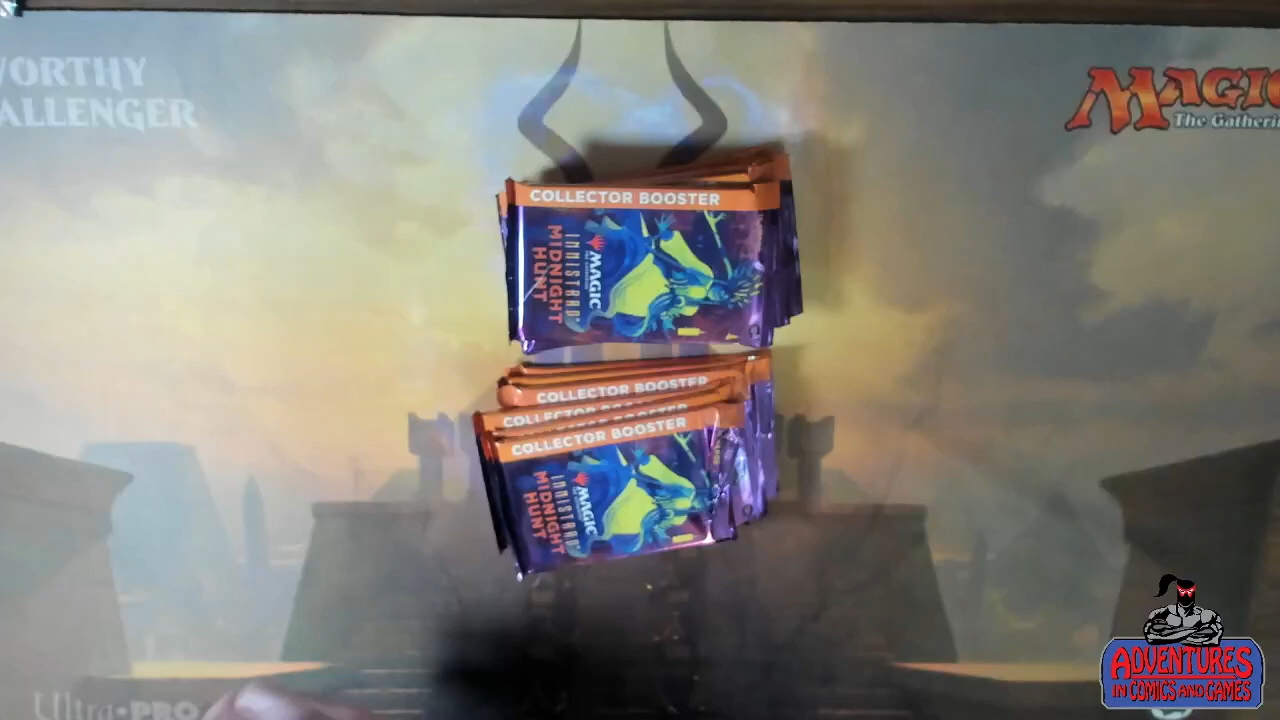 WORTHY
ALLENGER
MAGIC
The Gatherin
COLLECTOR BOOSTER
MAGIC
INNISTRAD
MIDNIGHT
HUNT
COLLECTOR BOOSTER
COLLECTOR BOOSTER
COLLECTOR BOOSTER
MAGIC
INNISTRAD
MIDNIGHT
HUNT
Ultra•PRO
ADVENTURES
IN COMICS AND GAMES